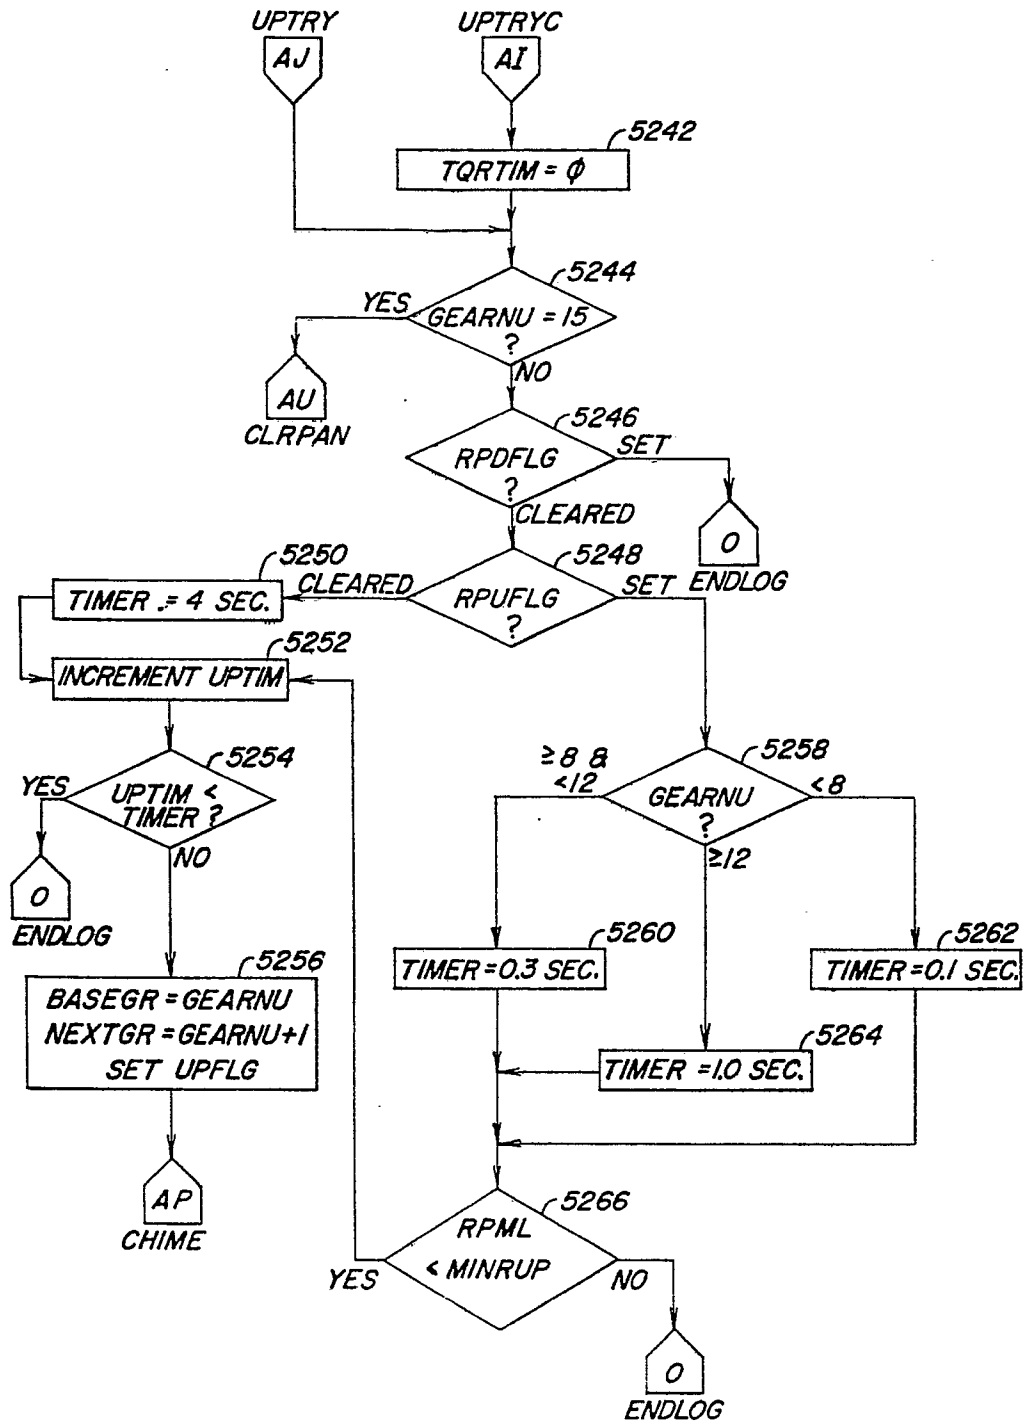 UPTRY
UPTRYC
AJ
AI
5242
TQRTIM = ϕ
5244
YES
GEARNU = 15
?
NO
AU
CLRPAN
5246
RPDFLG
?
SET
CLEARED
O
ENDLOG
5248
RPUFLG
?
CLEARED
SET
5250
TIMER .= 4 SEC.
5252
INCREMENT UPTIM
5254
YES
UPTIM <
TIMER ?
NO
O
ENDLOG
5258
≥8 &
<12
GEARNU
?
<8
≥12
5256
BASEGR = GEARNU
NEXTGR = GEARNU+1
SET UPFLG
5260
TIMER = 0.3 SEC.
5262
TIMER = 0.1 SEC.
5264
TIMER = 1.0 SEC.
AP
CHIME
5266
RPML
< MINRUP
YES
NO
O
ENDLOG